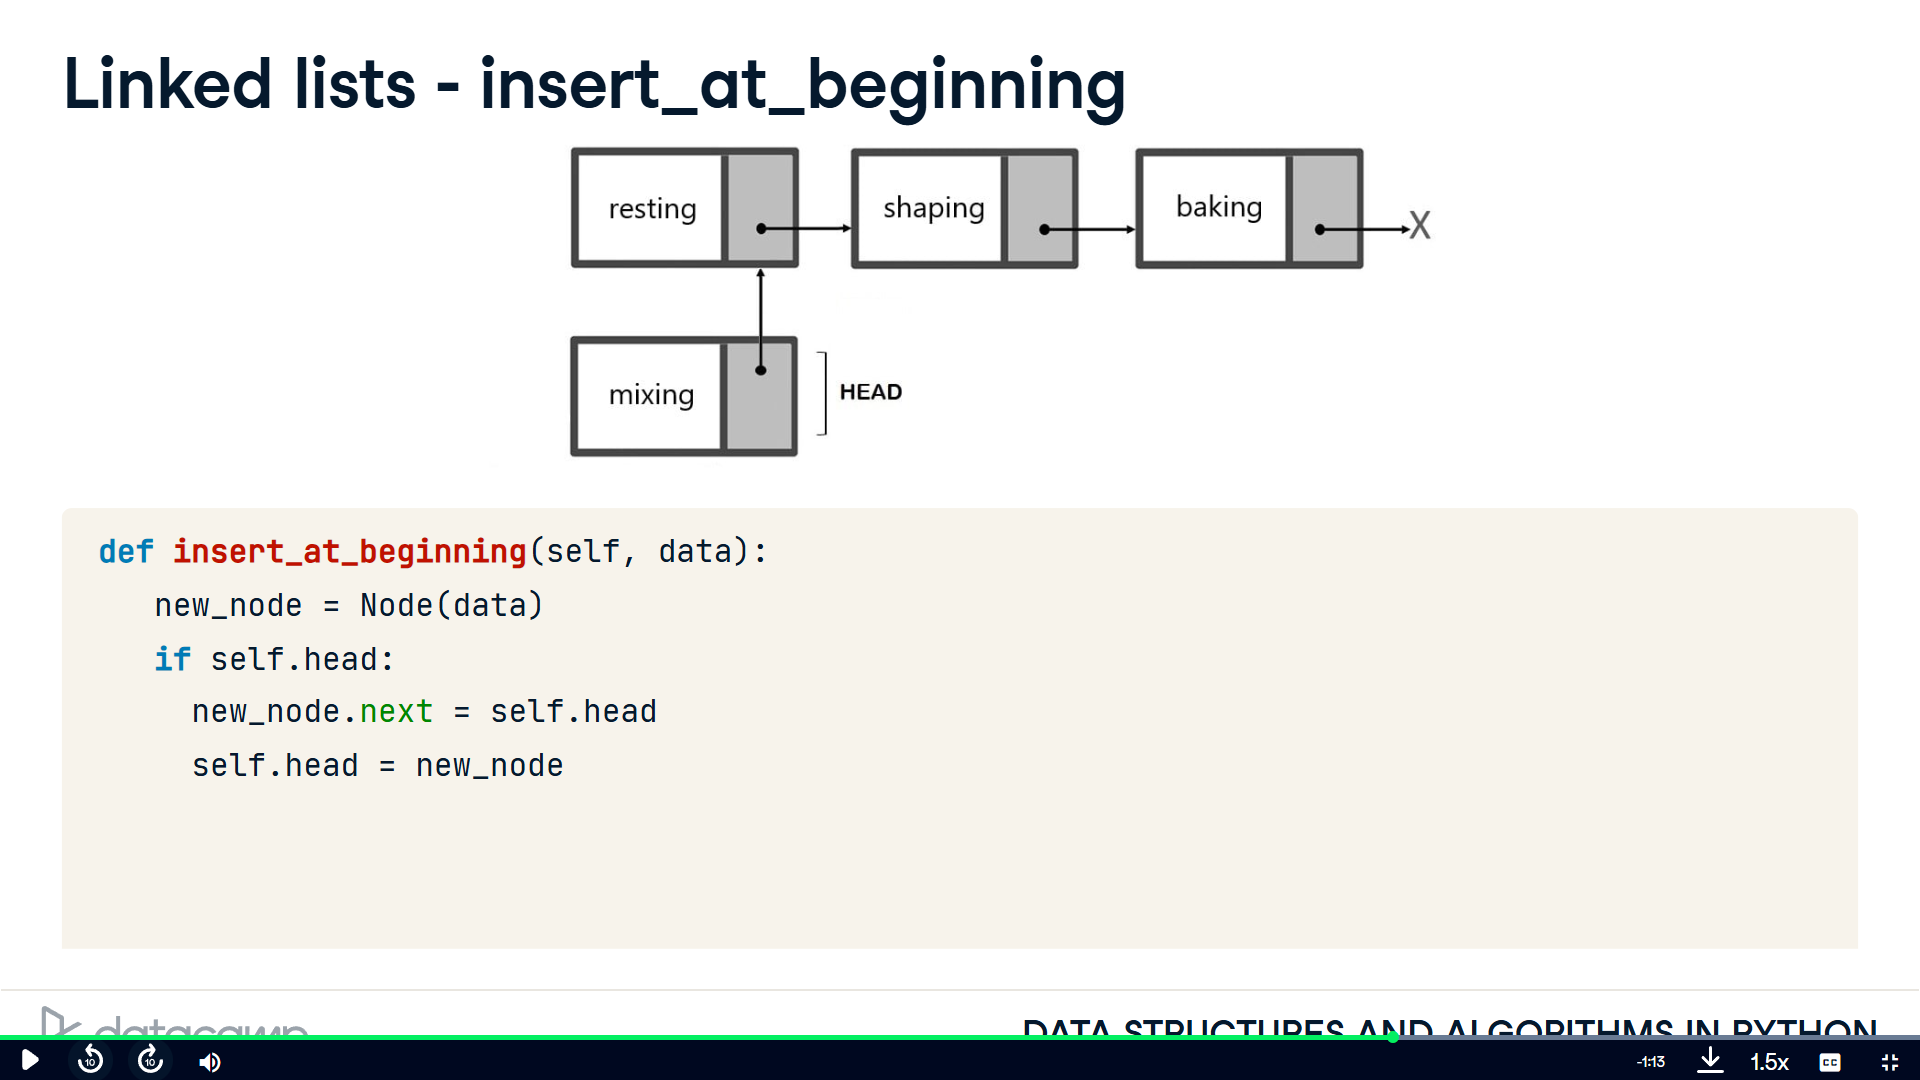 Linked lists - insert_at_beginning
resting
shaping
baking
X
mixing
HEAD
def insert_at_beginning(self, data):
new_node = Node(data)
if self.head:
new_node.next = self.head
self.head = new_node
datacamp
DATA STRUCTURES AND ALGORITHMS IN PYTHON
10
10
-1:13
1.5x
CC